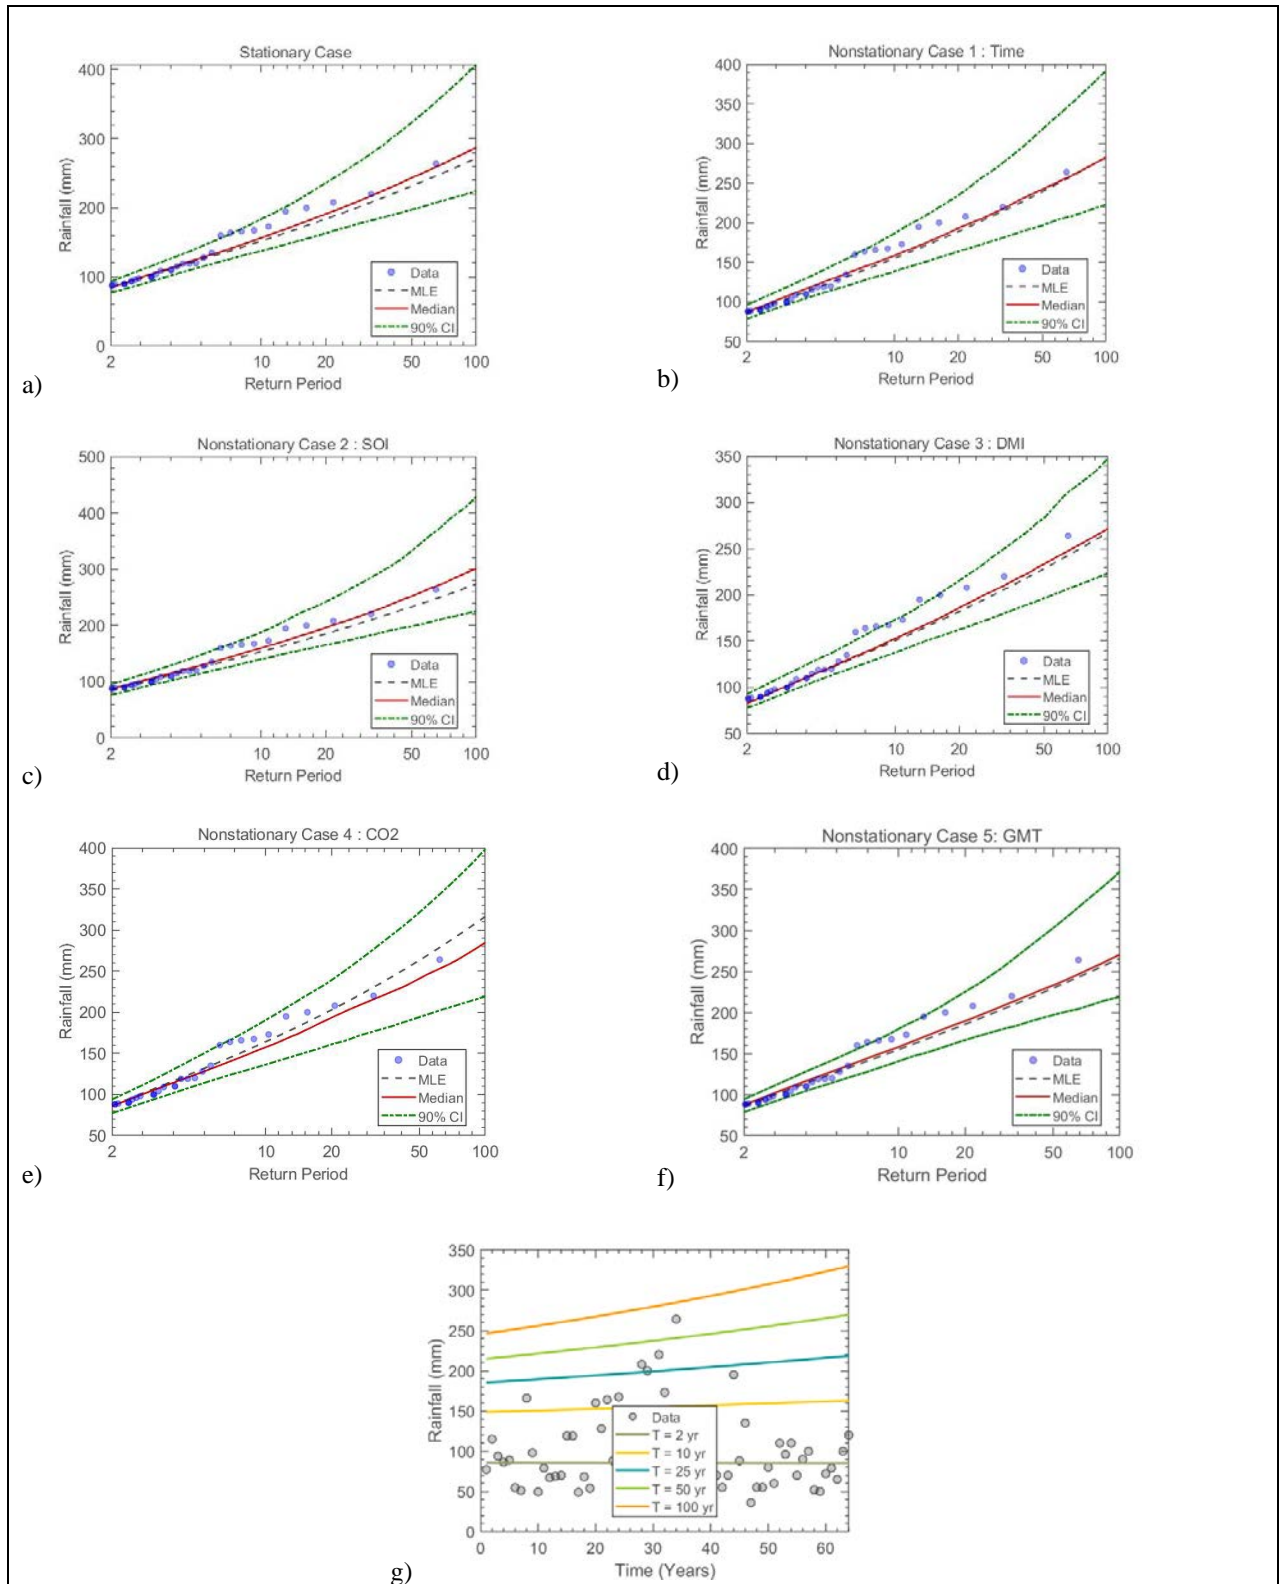 Stationary Case
400
300
200
100
0
Rainfall (mm)
2 10 20 50 100
Return Period
Data
MLE
Median
90% CI
a)
Nonstationary Case 1 : Time
400
350
300
250
200
150
100
50
Rainfall (mm)
2 10 20 50 100
Return Period
Data
MLE
Median
90% CI
b)
Nonstationary Case 2 : SOI
500
400
300
200
100
0
Rainfall (mm)
2 10 20 50 100
Return Period
Data
MLE
Median
90% CI
c)
Nonstationary Case 3 : DMI
350
300
250
200
150
100
50
Rainfall (mm)
2 10 20 50 100
Return Period
Data
MLE
Median
90% CI
d)
Nonstationary Case 4 : CO2
400
350
300
250
200
150
100
50
Rainfall (mm)
2 10 20 50 100
Return Period
Data
MLE
Median
90% CI
e)
Nonstationary Case 5: GMT
400
350
300
250
200
150
100
50
Rainfall (mm)
2 10 20 50 100
Return Period
Data
MLE
Median
90% CI
f)
350
300
250
200
150
100
50
0
Rainfall (mm)
0 10 20 30 40 50 60
Time (Years)
Data
T = 2 yr
T = 10 yr
T = 25 yr
T = 50 yr
T = 100 yr
g)